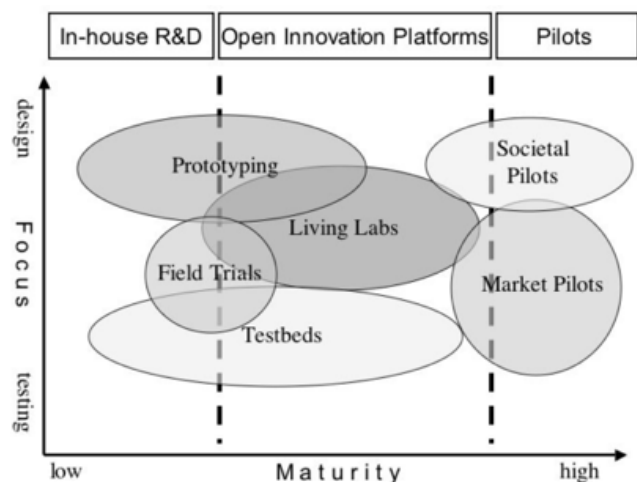 In-house R&D
Open Innovation Platforms
Pilots
design
Focus
testing
Prototyping
Societal
Pilots
Living Labs
Field Trials
Market Pilots
Testbeds
low
Maturity
high